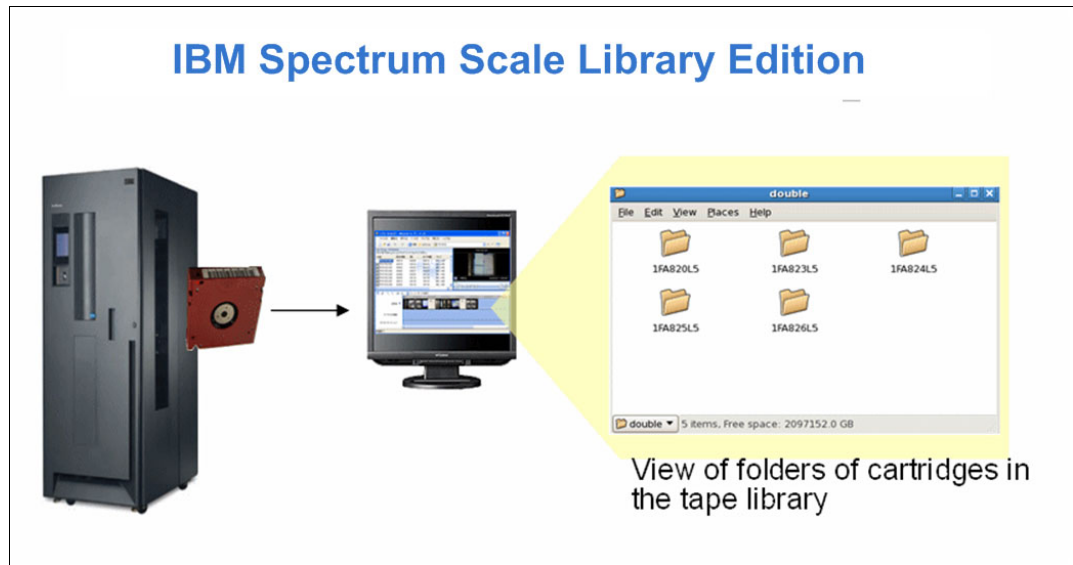 IBM Spectrum Scale Library Edition
double
File Edit View Places Help
1FA820L5 1FA823L5 1FA824L5
1FA825L5 1FA826L5
double 5 items, Free space: 2097152.0 GB
View of folders of cartridges in
the tape library